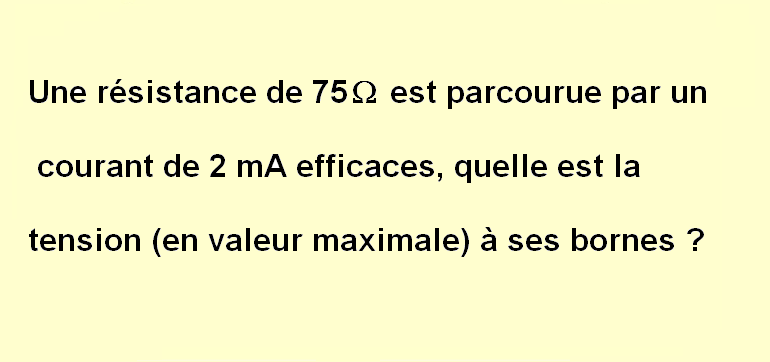 Une résistance de 75Ω est parcourue par un
courant de 2 mA efficaces, quelle est la
tension (en valeur maximale) à ses bornes ?